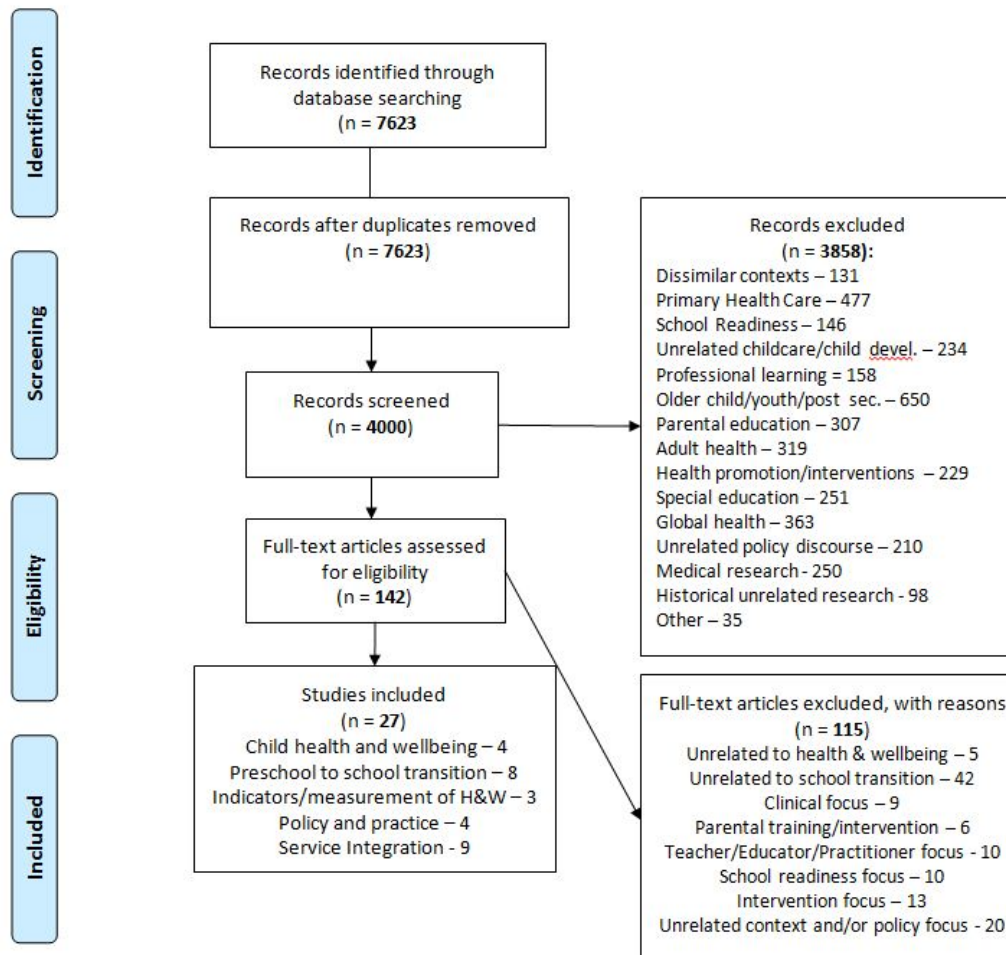 Identification
Records identified through
database searching
(n = 7623
Records after duplicates removed
(n = 7623)
Screening
Records screened
(n = 4000)
Records excluded
(n = 3858):
Dissimilar contexts – 131
Primary Health Care – 477
School Readiness – 146
Unrelated childcare/child devel. – 234
Professional learning = 158
Older child/youth/post sec. – 650
Parental education – 307
Adult health – 319
Health promotion/interventions – 229
Special education – 251
Global health – 363
Unrelated policy discourse – 210
Medical research - 250
Historical unrelated research - 98
Other – 35
Eligibility
Full-text articles assessed
for eligibility
(n = 142)
Full-text articles excluded, with reasons
(n = 115)
Unrelated to health & wellbeing – 5
Unrelated to school transition – 42
Clinical focus – 9
Parental training/intervention – 6
Teacher/Educator/Practitioner focus - 10
School readiness focus – 10
Intervention focus – 13
Unrelated context and/or policy focus - 20
Included
Studies included
(n = 27)
Child health and wellbeing – 4
Preschool to school transition – 8
Indicators/measurement of H&W – 3
Policy and practice – 4
Service Integration - 9